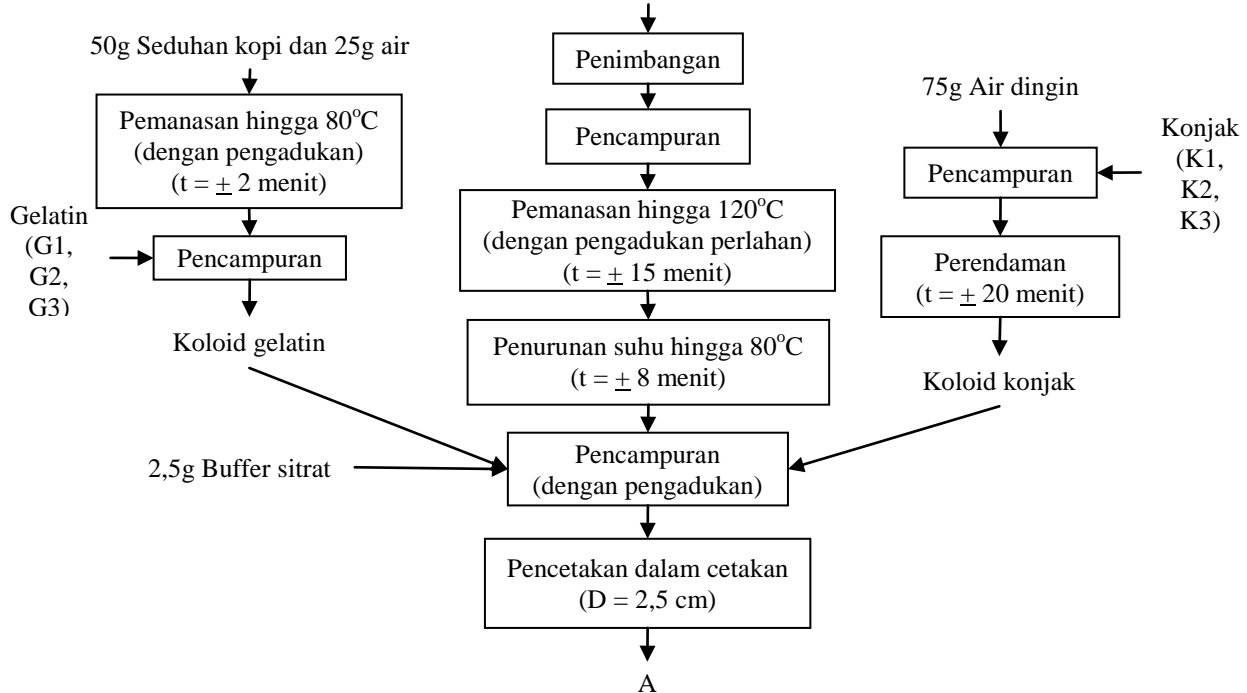 50g Seduhan kopi dan 25g air
Pemanasan hingga 80°C
(dengan pengadukan)
(t = ± 2 menit)
Gelatin
(G1,
G2,
G3)
Pencampuran
Koloid gelatin
Penimbangan
Pencampuran
Pemanasan hingga 120°C
(dengan pengadukan perlahan)
(t = ± 15 menit)
Penurunan suhu hingga 80°C
(t = ± 8 menit)
75g Air dingin
Konjak
(K1,
K2,
K3)
Pencampuran
Perendaman
(t = ± 20 menit)
Koloid konjak
2,5g Buffer sitrat
Pencampuran
(dengan pengadukan)
Pencetakan dalam cetakan
(D = 2,5 cm)
A